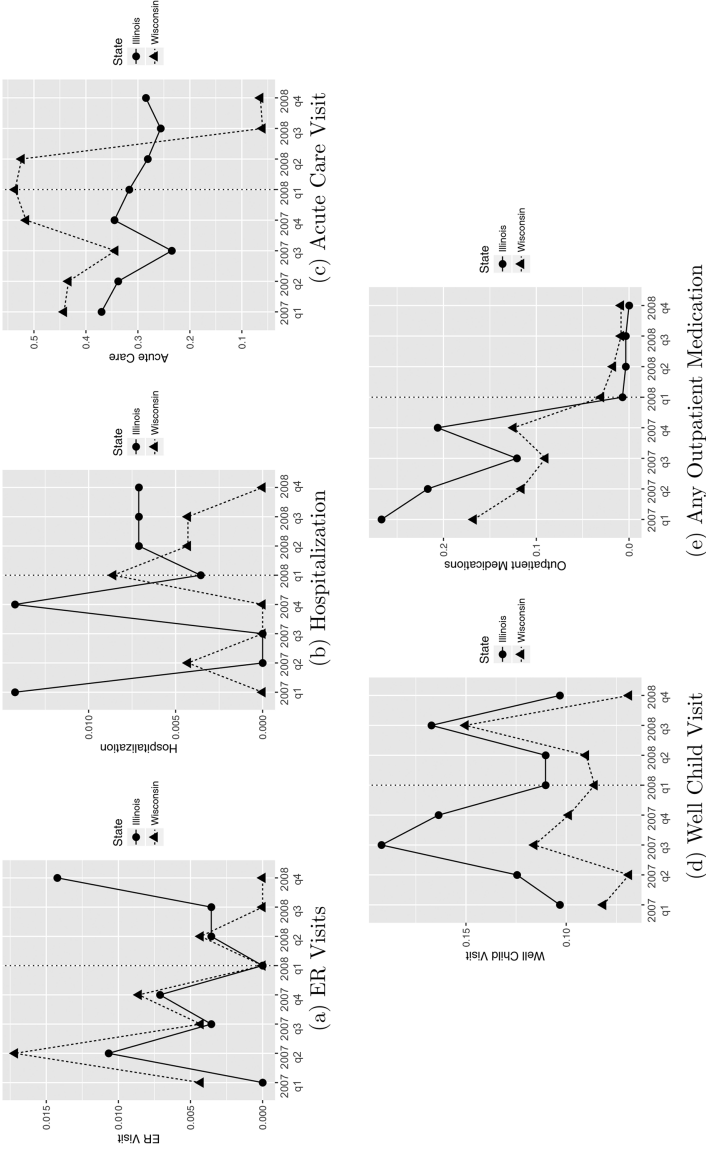 ER Visit
0.015
0.010
0.005
0.000
2007 2007 2007 2007 2008 2008 2008 2008
q1 q2 q3 q4 q1 q2 q3 q4
State
Illinois
Wisconsin
(a) ER Visits
Hospitalization
0.010
0.005
0.000
2007 2007 2007 2007 2008 2008 2008 2008
q1 q2 q3 q4 q1 q2 q3 q4
State
Illinois
Wisconsin
(b) Hospitalization
Acute Care
0.5
0.4
0.3
0.2
0.1
2007 2007 2007 2007 2008 2008 2008 2008
q1 q2 q3 q4 q1 q2 q3 q4
State
Illinois
Wisconsin
(c) Acute Care Visit
Well Child Visit
0.15
0.10
2007 2007 2007 2007 2008 2008 2008 2008
q1 q2 q3 q4 q1 q2 q3 q4
State
Illinois
Wisconsin
(d) Well Child Visit
Outpatient Medications
0.2
0.1
0.0
2007 2007 2007 2007 2008 2008 2008 2008
q1 q2 q3 q4 q1 q2 q3 q4
State
Illinois
Wisconsin
(e) Any Outpatient Medication